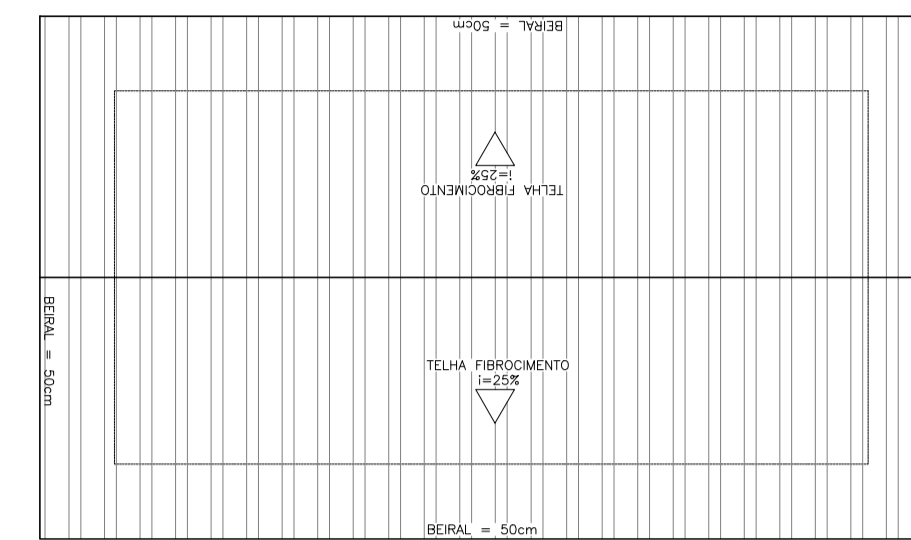 BEIRAL = 50cm
i=25%
TELHA FIBROCIMENTO
BEIRAL = 50cm
TELHA FIBROCIMENTO
i=25%
BEIRAL = 50cm